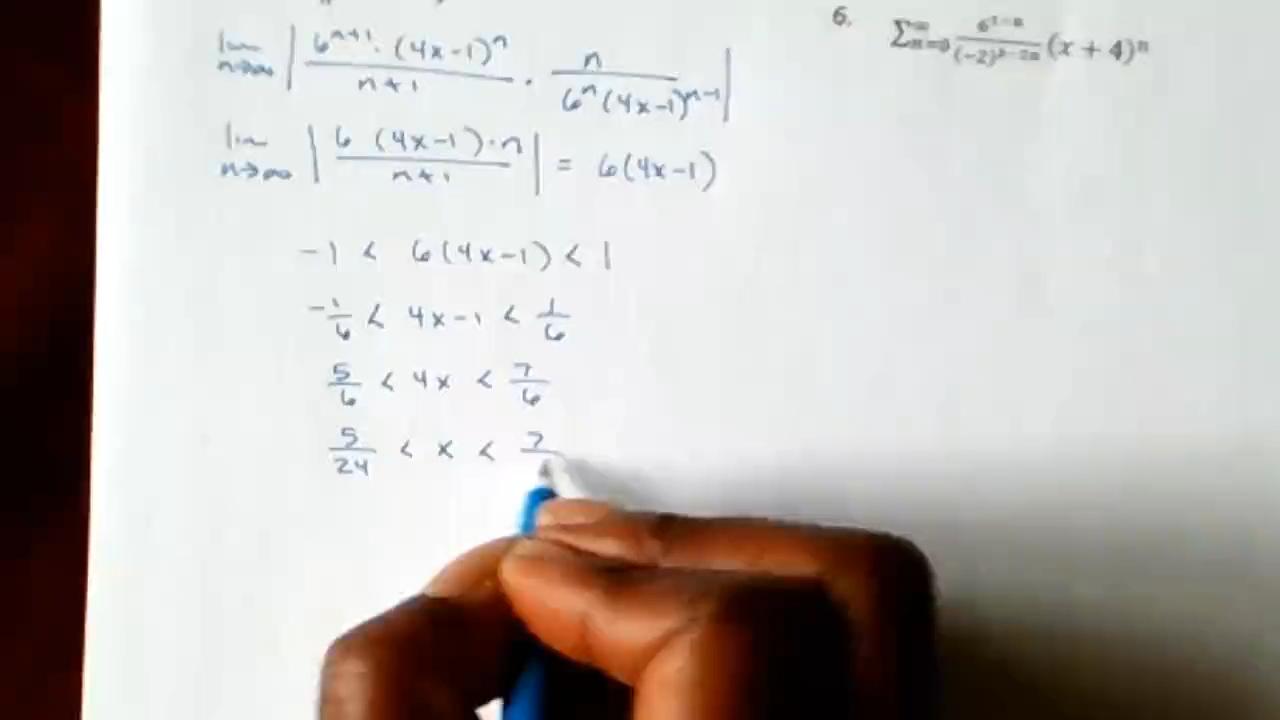 lim n→∞ | 6^{n+1} · (4x-1)^n / n+1 · n / 6^n (4x-1)^{n-1} |
lim n→∞ | 6 (4x-1) · n / n+1 | = 6(4x-1)
-1 < 6(4x-1) < 1
-1/6 < 4x-1 < 1/6
5/6 < 4x < 7/6
5/24 < x < 7
6. (x + 4)^n